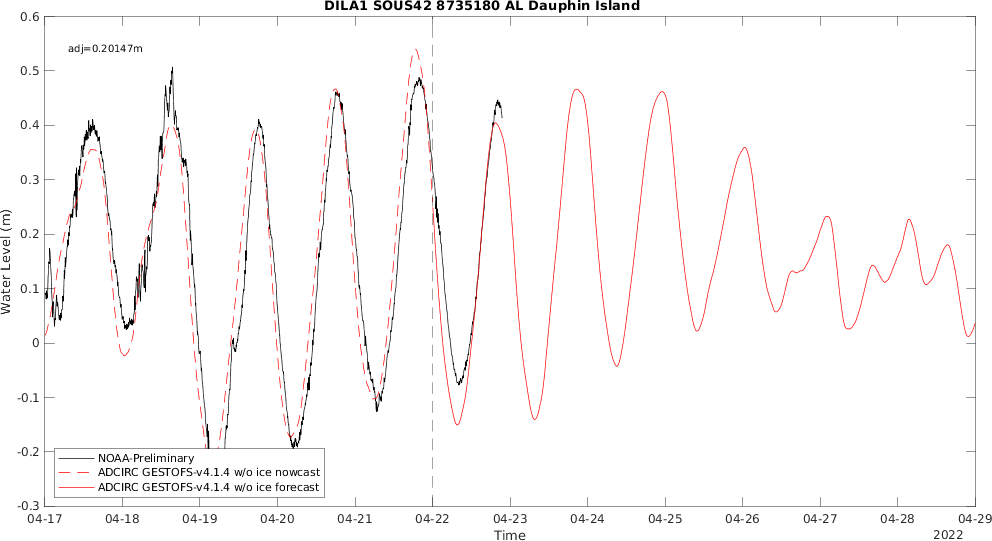 DILA1 SOUS42 8735180 AL Dauphin Island
adj=0.20147m
0.6
0.5
0.4
0.3
0.2
0.1
0
-0.1
-0.2
-0.3
Water Level (m)
NOAA-Preliminary
ADCIRC GESTOFS-v4.1.4 w/o ice nowcast
ADCIRC GESTOFS-v4.1.4 w/o ice forecast
04-17 04-18 04-19 04-20 04-21 04-22 04-23 04-24 04-25 04-26 04-27 04-28 04-29
Time
2022